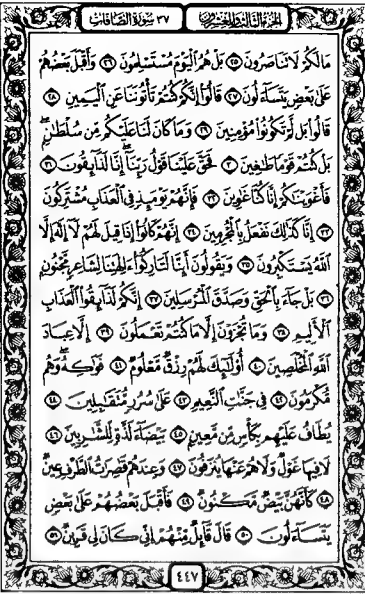 الجزء الثالث والعشرون ٣٧ سورة الصافات
مَا لَكُمْ لَا تَنَاصَرُونَ ٢٥ بَلْ هُمُ الْيَوْمَ مُسْتَسْلِمُونَ ٢٦ وَأَقْبَلَ بَعْضُهُمْ
عَلَىٰ بَعْضٍ يَتَسَاءَلُونَ ٢٧ قَالُوا إِنَّكُمْ كُنتُمْ تَأْتُونَنَا عَنِ الْيَمِينِ ٢٨
قَالُوا بَل لَّمْ تَكُونُوا مُؤْمِنِينَ ٢٩ وَمَا كَانَ لَنَا عَلَيْكُم مِّن سُلْطَانٍ
بَلْ كُنتُمْ قَوْمًا طَاغِينَ ٣٠ فَحَقَّ عَلَيْنَا قَوْلُ رَبِّنَا إِنَّا لَذَائِقُونَ ٣١
فَأَغْوَيْنَاكُمْ إِنَّا كُنَّا غَاوِينَ ٣٢ فَإِنَّهُمْ يَوْمَئِذٍ فِي الْعَذَابِ مُشْتَرِكُونَ
٣٣ إِنَّا كَذَٰلِكَ نَفْعَلُ بِالْمُجْرِمِينَ ٣٤ إِنَّهُمْ كَانُوا إِذَا قِيلَ لَهُمْ لَا إِلَٰهَ إِلَّا
اللَّهُ يَسْتَكْبِرُونَ ٣٥ وَيَقُولُونَ أَئِنَّا لَتَارِكُو آلِهَتِنَا لِشَاعِرٍ مَّجْنُونٍ
٣٦ بَلْ جَاءَ بِالْحَقِّ وَصَدَّقَ الْمُرْسَلِينَ ٣٧ إِنَّكُمْ لَذَائِقُو الْعَذَابِ
الْأَلِيمِ ٣٨ وَمَا تُجْزَوْنَ إِلَّا مَا كُنتُمْ تَعْمَلُونَ ٣٩ إِلَّا عِبَادَ
اللَّهِ الْمُخْلَصِينَ ٤٠ أُولَٰئِكَ لَهُمْ رِزْقٌ مَّعْلُومٌ ٤١ فَوَاكِهُ وَهُم
مُّكْرَمُونَ ٤٢ فِي جَنَّاتِ النَّعِيمِ ٤٣ عَلَىٰ سُرُرٍ مُّتَقَابِلِينَ ٤٤
يُطَافُ عَلَيْهِم بِكَأْسٍ مِّن مَّعِينٍ ٤٥ بَيْضَاءَ لَذَّةٍ لِّلشَّارِبِينَ ٤٦
لَا فِيهَا غَوْلٌ وَلَا هُمْ عَنْهَا يُنزَفُونَ ٤٧ وَعِندَهُمْ قَاصِرَاتُ الطَّرْفِ عِينٌ
٤٨ كَأَنَّهُنَّ بَيْضٌ مَّكْنُونٌ ٤٩ فَأَقْبَلَ بَعْضُهُمْ عَلَىٰ بَعْضٍ
يَتَسَاءَلُونَ ٥٠ قَالَ قَائِلٌ مِّنْهُمْ إِنِّي كَانَ لِي قَرِينٌ ٥١
٤٤٧